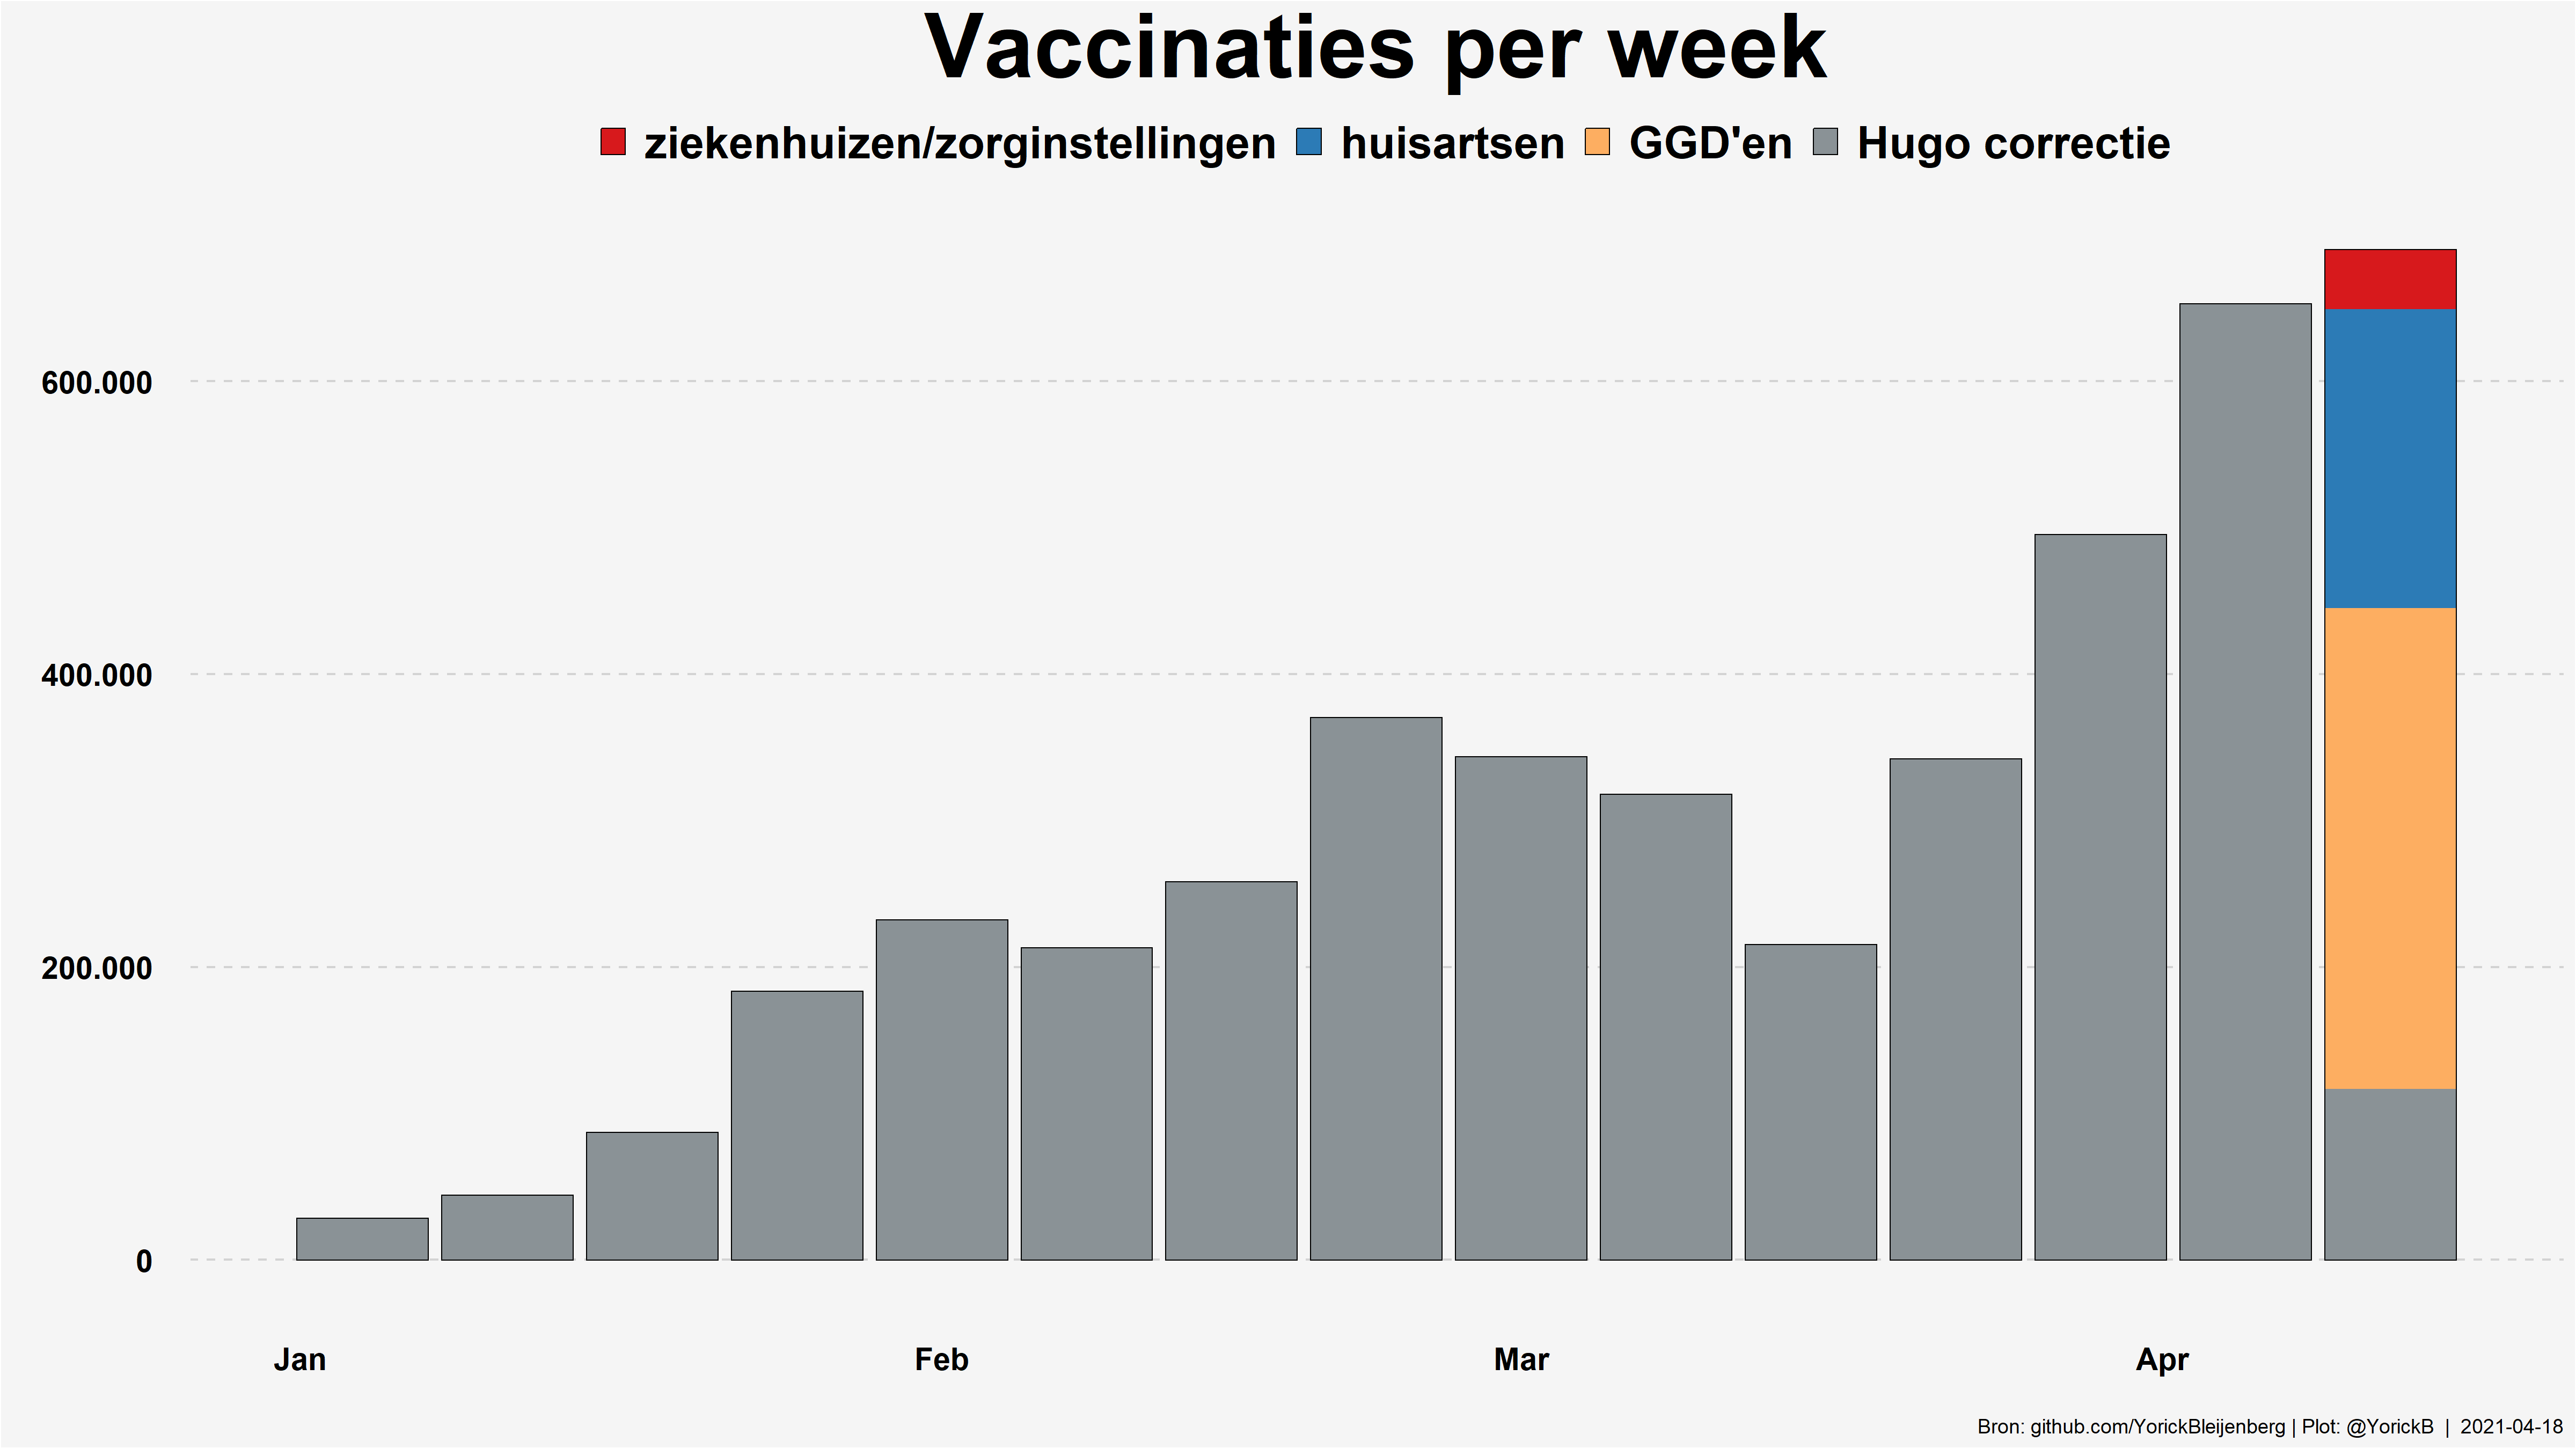 Vaccinaties per week
ziekenhuizen/zorginstellingen huisartsen GGD'en Hugo correctie
600.000
400.000
200.000
0
Jan Feb Mar Apr
Bron: github.com/YorickBleijenberg | Plot: @YorickB | 2021-04-18